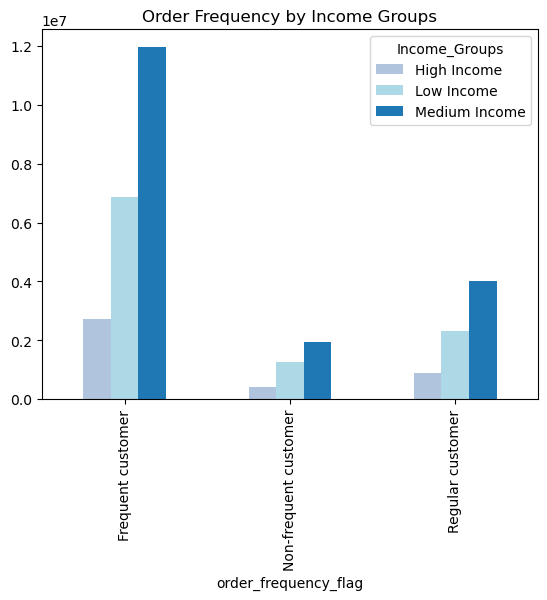 Order Frequency by Income Groups
1e7
Income_Groups
High Income
Low Income
Medium Income
1.2
1.0
0.8
0.6
0.4
0.2
0.0
Frequent customer
Non-frequent customer
Regular customer
order_frequency_flag